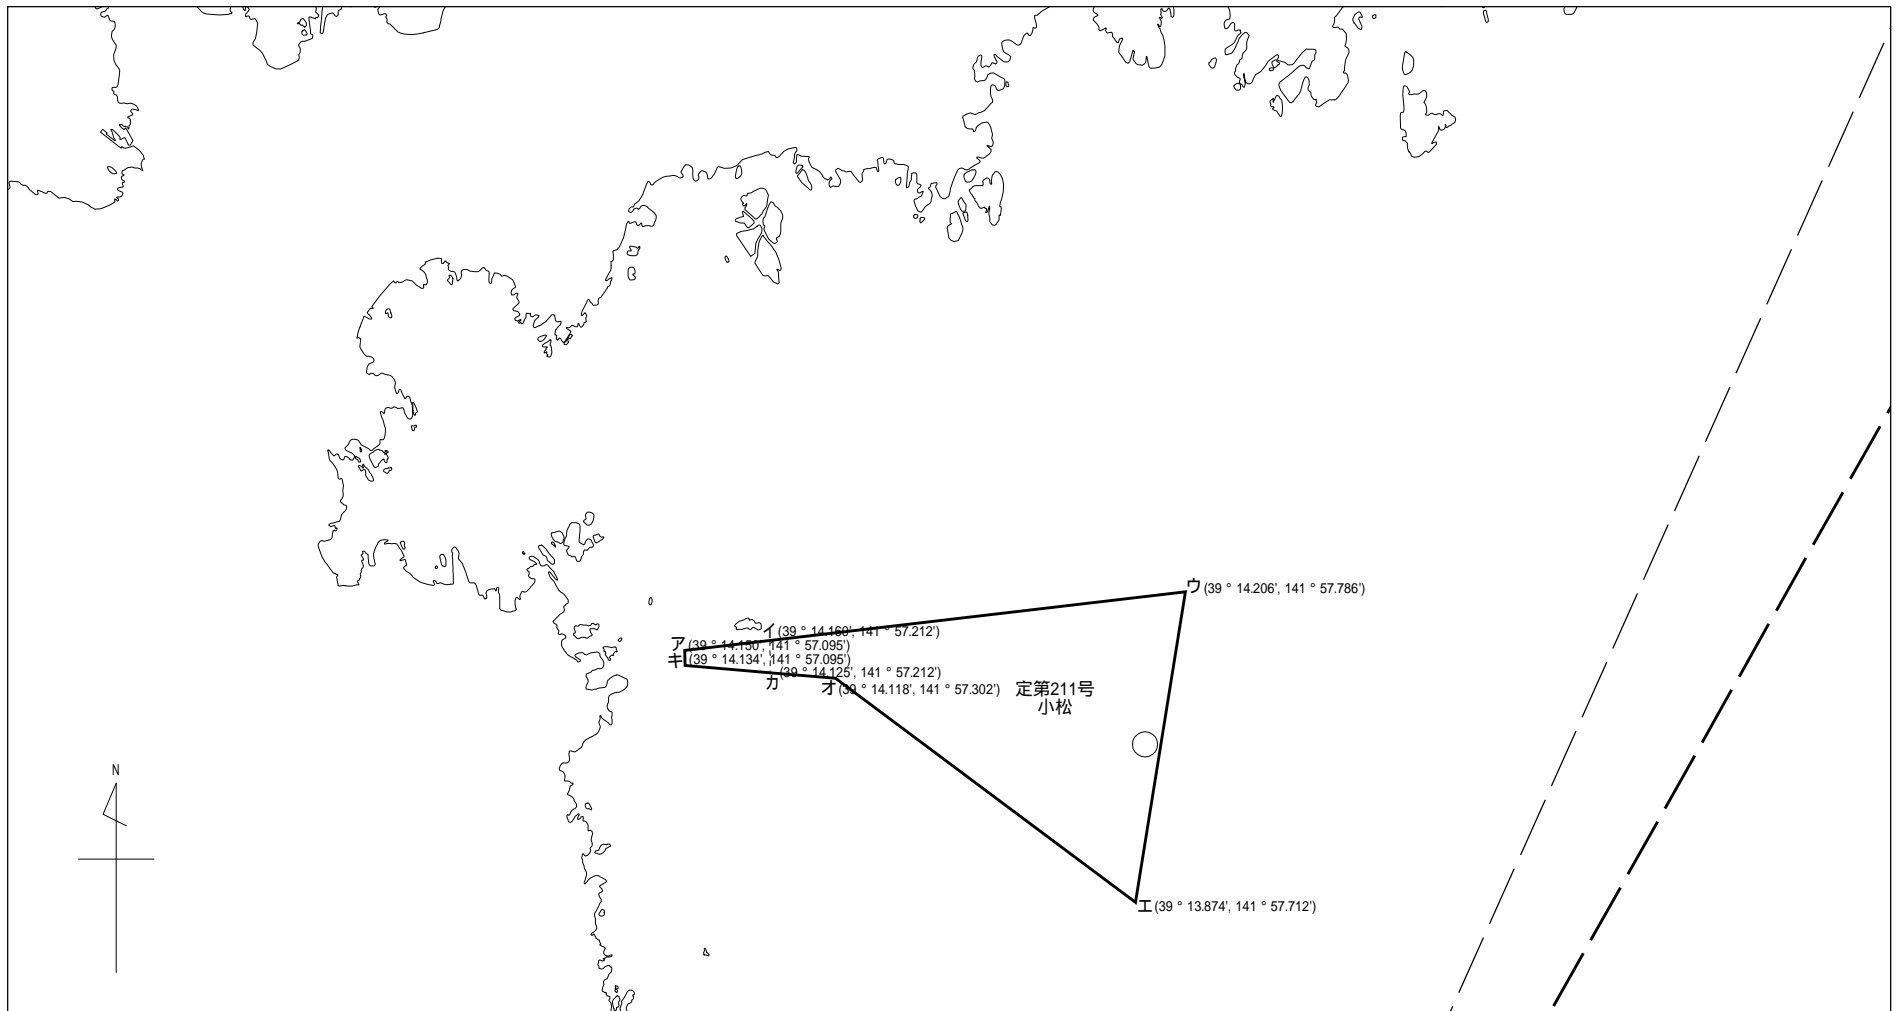 ウ(39 ° 14.206', 141 ° 57.786')
イ(39 ° 14.160', 141 ° 57.212')
ア(39 ° 14.150', 141 ° 57.095')
キ(39 ° 14.134', 141 ° 57.095')
カ(39 ° 14.125', 141 ° 57.212')
オ(39 ° 14.118', 141 ° 57.302')
定第211号
小松
N
エ(39 ° 13.874', 141 ° 57.712')